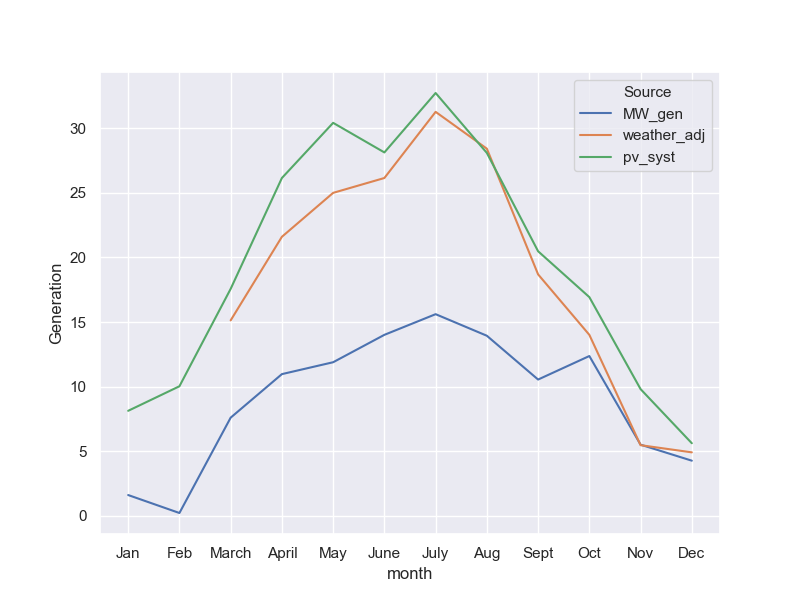 Source
MW_gen
weather_adj
pv_syst
30
25
20
15
10
5
0
Generation
Jan Feb March April May June July Aug Sept Oct Nov Dec
month